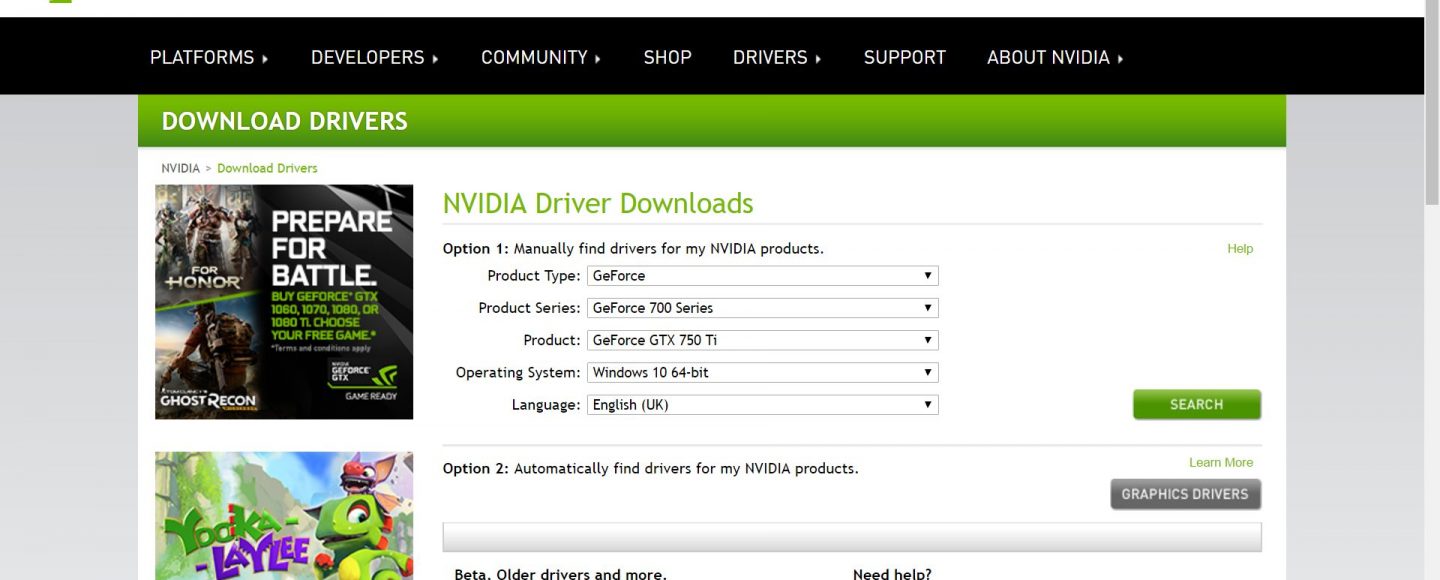 PLATFORMS
DEVELOPERS
COMMUNITY
SHOP
DRIVERS
SUPPORT
ABOUT NVIDIA
DOWNLOAD DRIVERS
NVIDIA > Download Drivers
PREPARE
FOR
BATTLE.
BUY GEFORCE® GTX
1060, 1070, 1080, OR
1080 TI. CHOOSE
YOUR FREE GAME.*
*Terms and conditions apply
FOR
HONOR
NVIDIA
GEFORCE
GTX
GAME READY
TOM CLANCY'S
GHOST RECON
YOOKA-
-LAYLEE
NVIDIA Driver Downloads
Option 1: Manually find drivers for my NVIDIA products.
Help
Product Type: GeForce
Product Series: GeForce 700 Series
Product: GeForce GTX 750 Ti
Operating System: Windows 10 64-bit
Language: English (UK)
SEARCH
Option 2: Automatically find drivers for my NVIDIA products.
Learn More
GRAPHICS DRIVERS
Beta, Older drivers and more.
Need help?